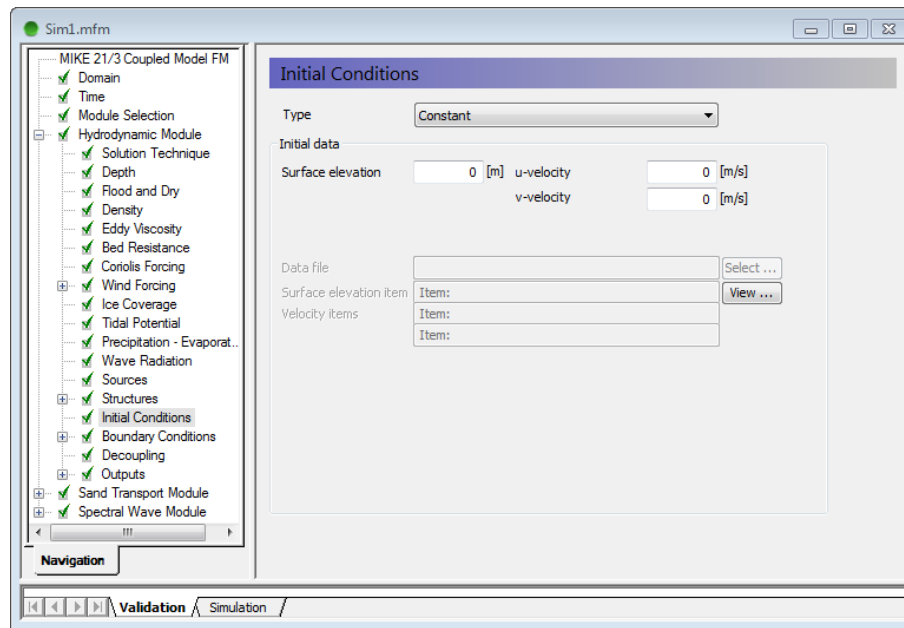 Sim1.mfm
MIKE 21/3 Coupled Model FM
Domain
Time
Module Selection
Hydrodynamic Module
Solution Technique
Depth
Flood and Dry
Density
Eddy Viscosity
Bed Resistance
Coriolis Forcing
Wind Forcing
Ice Coverage
Tidal Potential
Precipitation - Evaporat..
Wave Radiation
Sources
Structures
Initial Conditions
Boundary Conditions
Decoupling
Outputs
Sand Transport Module
Spectral Wave Module
Navigation
Initial Conditions
Type Constant
Initial data
Surface elevation 0 [m] u-velocity 0 [m/s]
v-velocity 0 [m/s]
Data file Select ...
Surface elevation item Item: View ...
Velocity items Item:
Item:
Validation Simulation